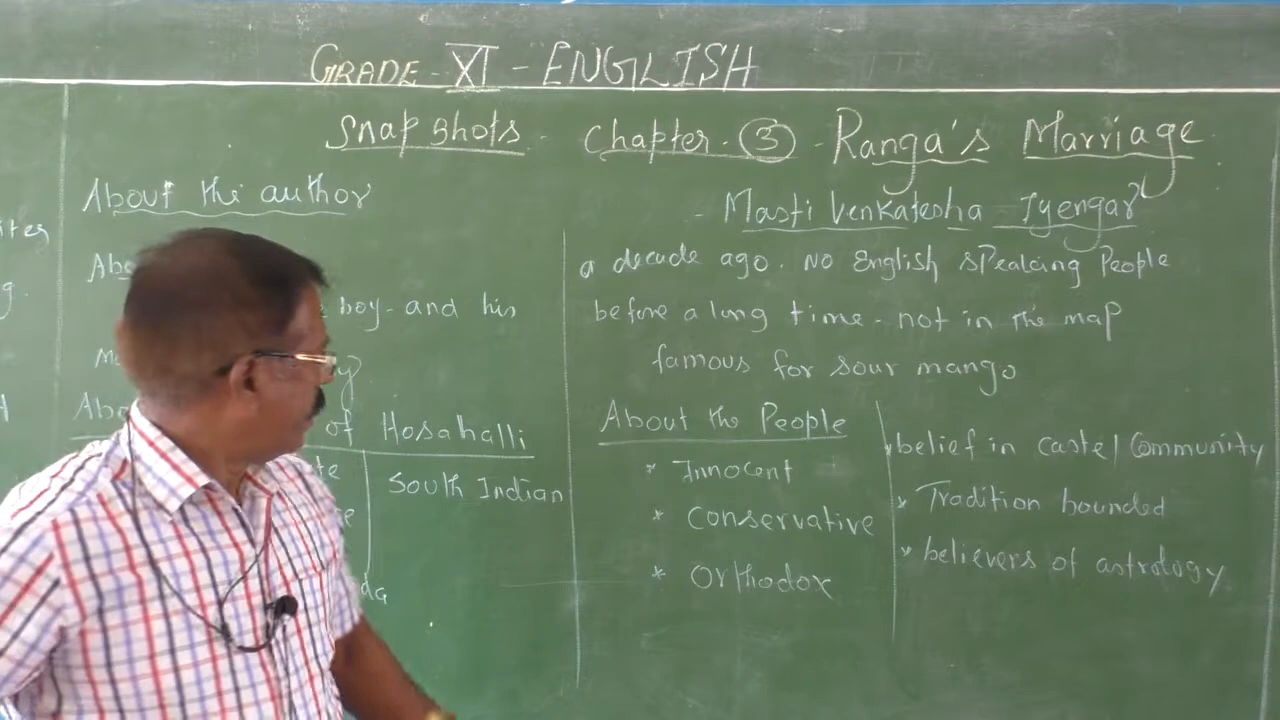 GRADE - XI - ENGLISH
Snapshots - Chapter - ③ - Ranga's Marriage
About the author
- Masti Venkatesha Iyengar
boy - and his
of Hosahalli
South Indian
a decade ago. No English speaking People
before a long time - not in the map
famous for sour mango
About the People
* Innocent
* Conservative
* Orthodox
* belief in caste / Community
* Tradition bounded
* believers of astrology